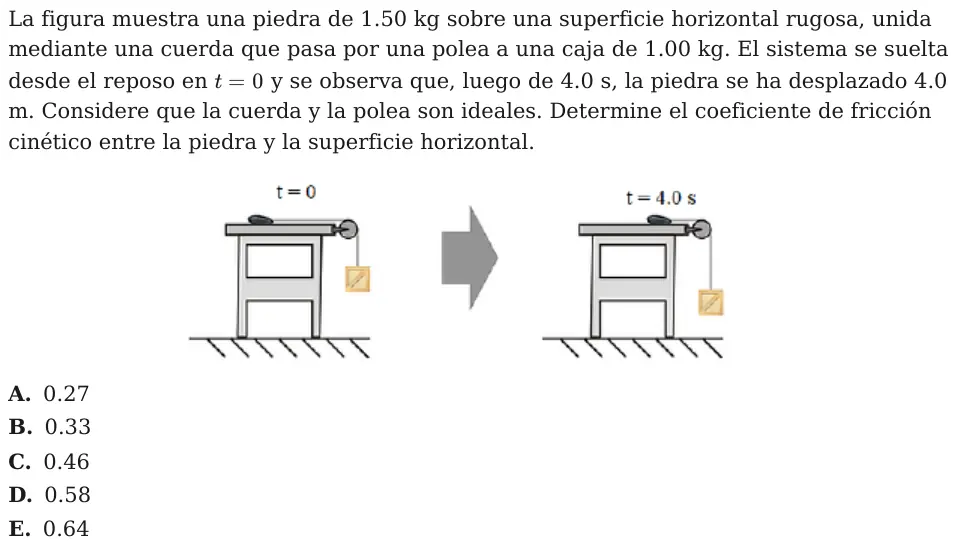 La figura muestra una piedra de 1.50 kg sobre una superficie horizontal rugosa, unida
mediante una cuerda que pasa por una polea a una caja de 1.00 kg. El sistema se suelta
desde el reposo en t = 0 y se observa que, luego de 4.0 s, la piedra se ha desplazado 4.0
m. Considere que la cuerda y la polea son ideales. Determine el coeficiente de fricción
cinético entre la piedra y la superficie horizontal.
t = 0
t = 4.0 s
A. 0.27
B. 0.33
C. 0.46
D. 0.58
E. 0.64